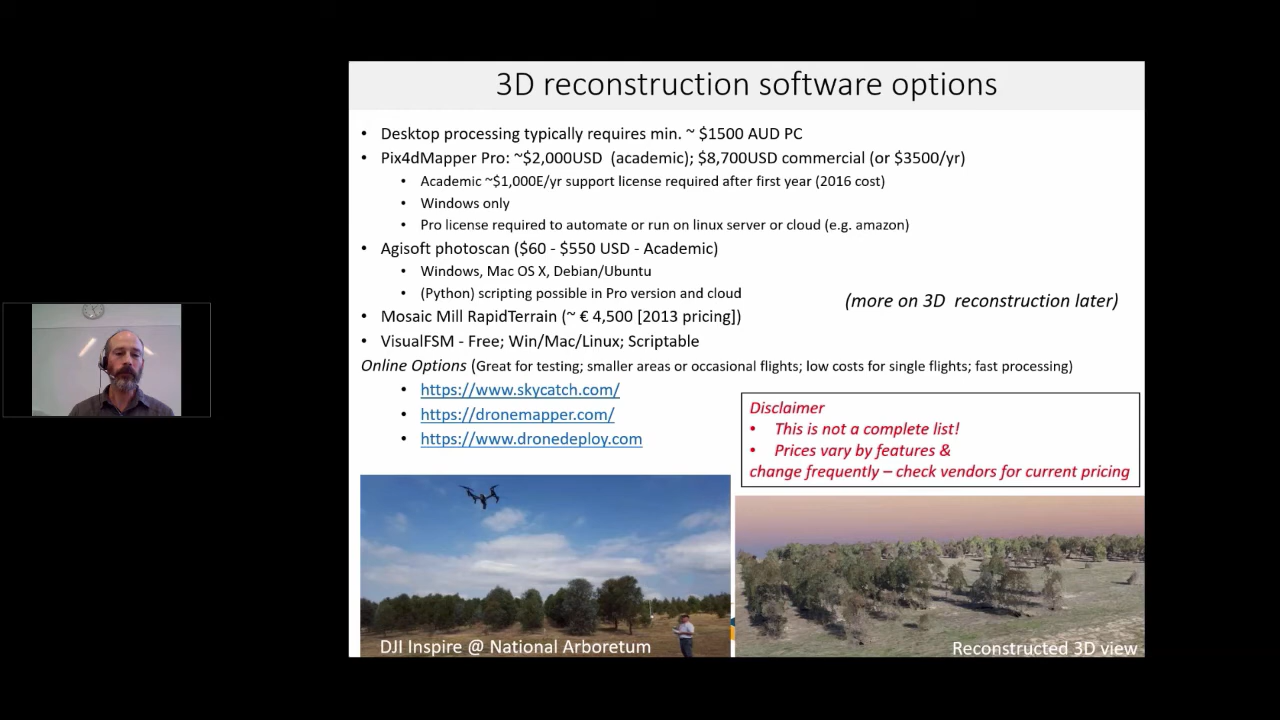 3D reconstruction software options
• Desktop processing typically requires min. ~ $1500 AUD PC
• Pix4dMapper Pro: ~$2,000USD (academic); $8,700USD commercial (or $3500/yr)
• Academic ~$1,000E/yr support license required after first year (2016 cost)
• Windows only
• Pro license required to automate or run on linux server or cloud (e.g. amazon)
• Agisoft photoscan ($60 - $550 USD - Academic)
• Windows, Mac OS X, Debian/Ubuntu
• (Python) scripting possible in Pro version and cloud
(more on 3D reconstruction later)
• Mosaic Mill RapidTerrain (~ € 4,500 [2013 pricing])
• VisualFSM - Free; Win/Mac/Linux; Scriptable
Online Options (Great for testing; smaller areas or occasional flights; low costs for single flights; fast processing)
• https://www.skycatch.com/
• https://dronemapper.com/
• https://www.dronedeploy.com
Disclaimer
• This is not a complete list!
• Prices vary by features &
change frequently – check vendors for current pricing
DJI Inspire @ National Arboretum
Reconstructed 3D view